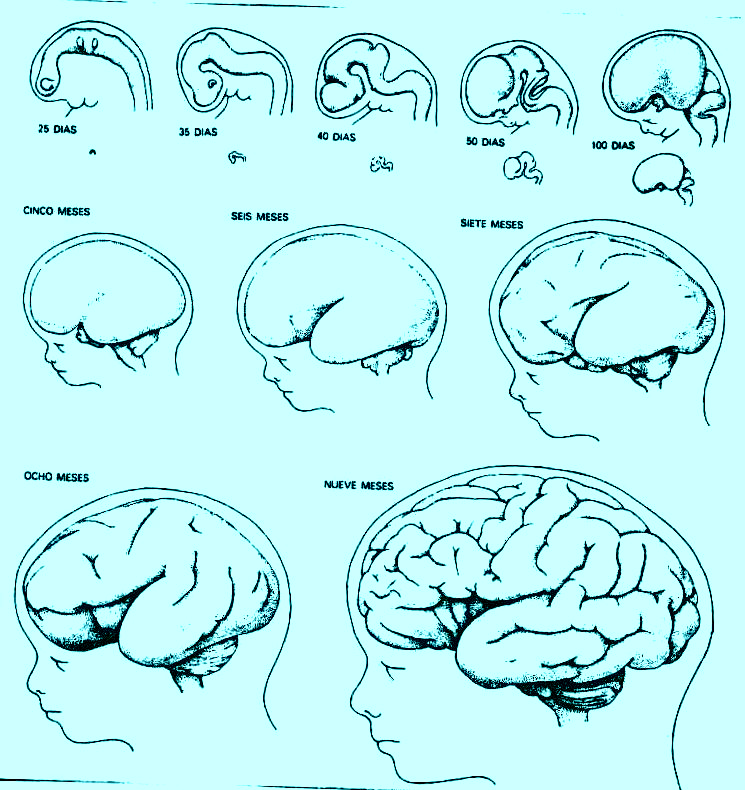 25 DIAS
35 DIAS
40 DIAS
50 DIAS
100 DIAS
CINCO MESES
SEIS MESES
SIETE MESES
OCHO MESES
NUEVE MESES